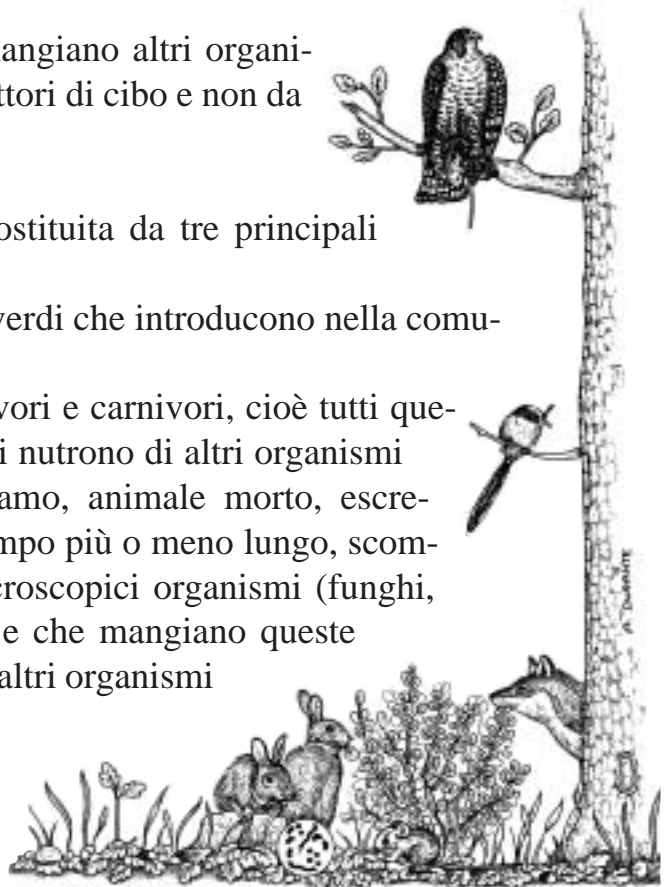 mangiano altri organi-
ttori di cibo e non da
ostituita da tre principali
verdi che introducono nella comu-
vori e carnivori, cioè tutti que-
i nutrono di altri organismi
amo, animale morto, escre-
mpo più o meno lungo, scom-
croscopici organismi (funghi,
e che mangiano queste
altri organismi
A. DURANTE